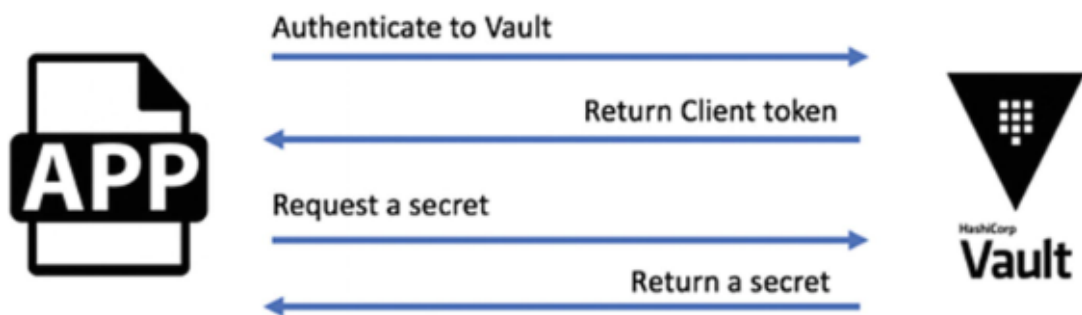 Authenticate to Vault
Return Client token
APP
Request a secret
HashiCorp
Vault
Return a secret